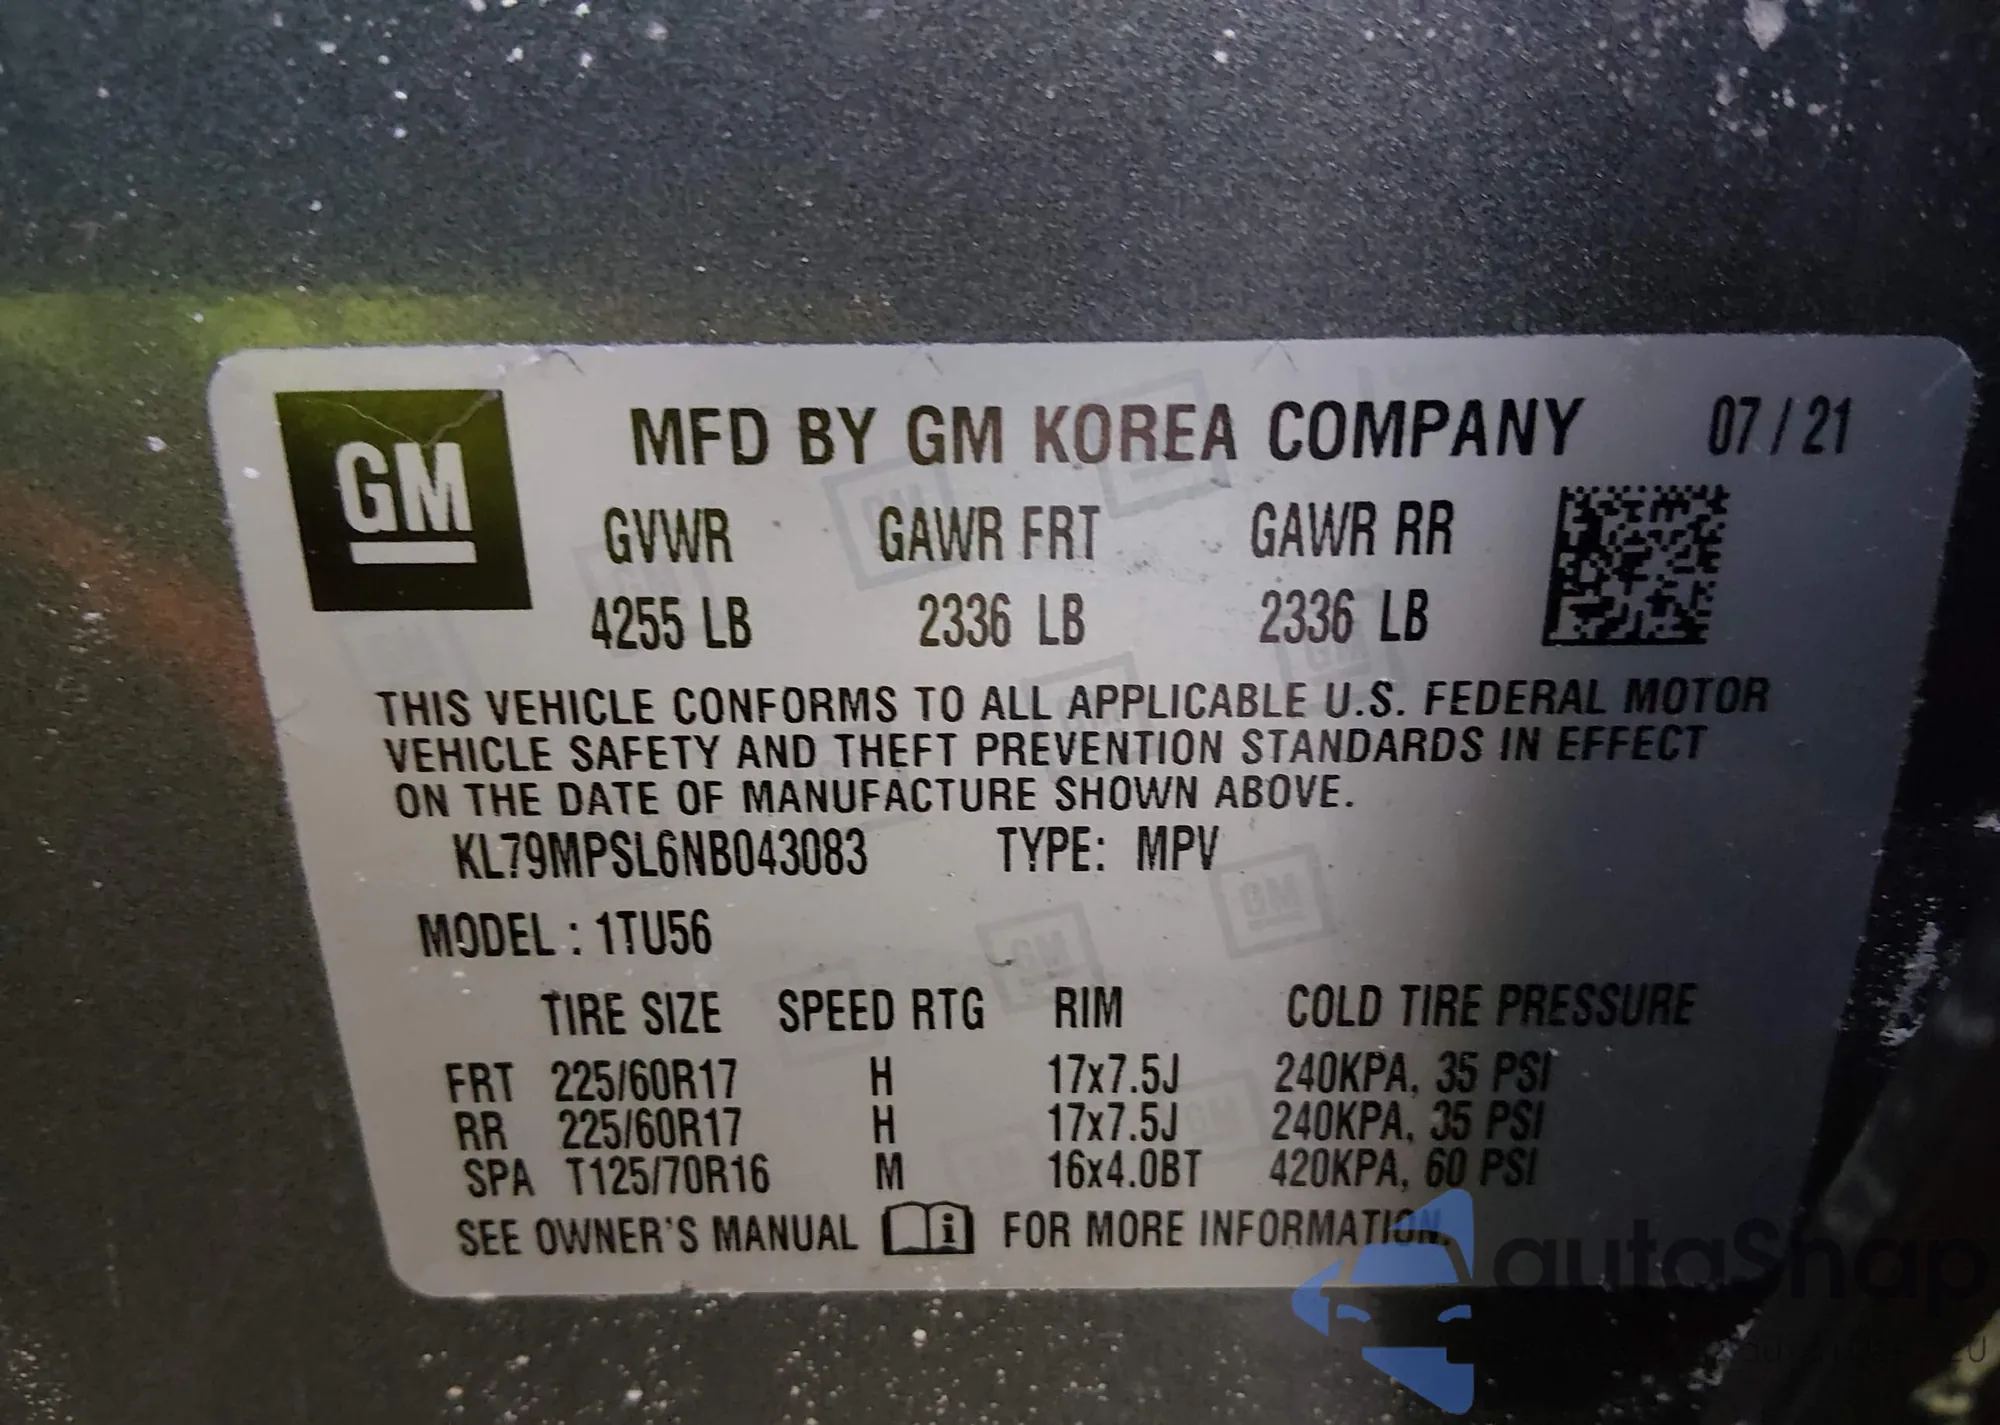 GM
MFD BY GM KOREA COMPANY 07/21
GVWR GAWR FRT GAWR RR
4255 LB 2336 LB 2336 LB
THIS VEHICLE CONFORMS TO ALL APPLICABLE U.S. FEDERAL MOTOR
VEHICLE SAFETY AND THEFT PREVENTION STANDARDS IN EFFECT
ON THE DATE OF MANUFACTURE SHOWN ABOVE.
KL79MPSL6NB043083 TYPE: MPV
MODEL : 1TU56
TIRE SIZE SPEED RTG RIM COLD TIRE PRESSURE
FRT 225/60R17 H 17x7.5J 240KPA, 35 PSI
RR 225/60R17 H 17x7.5J 240KPA, 35 PSI
SPA T125/70R16 M 16x4.0BT 420KPA, 60 PSI
SEE OWNER'S MANUAL i FOR MORE INFORMATION.
autaShap